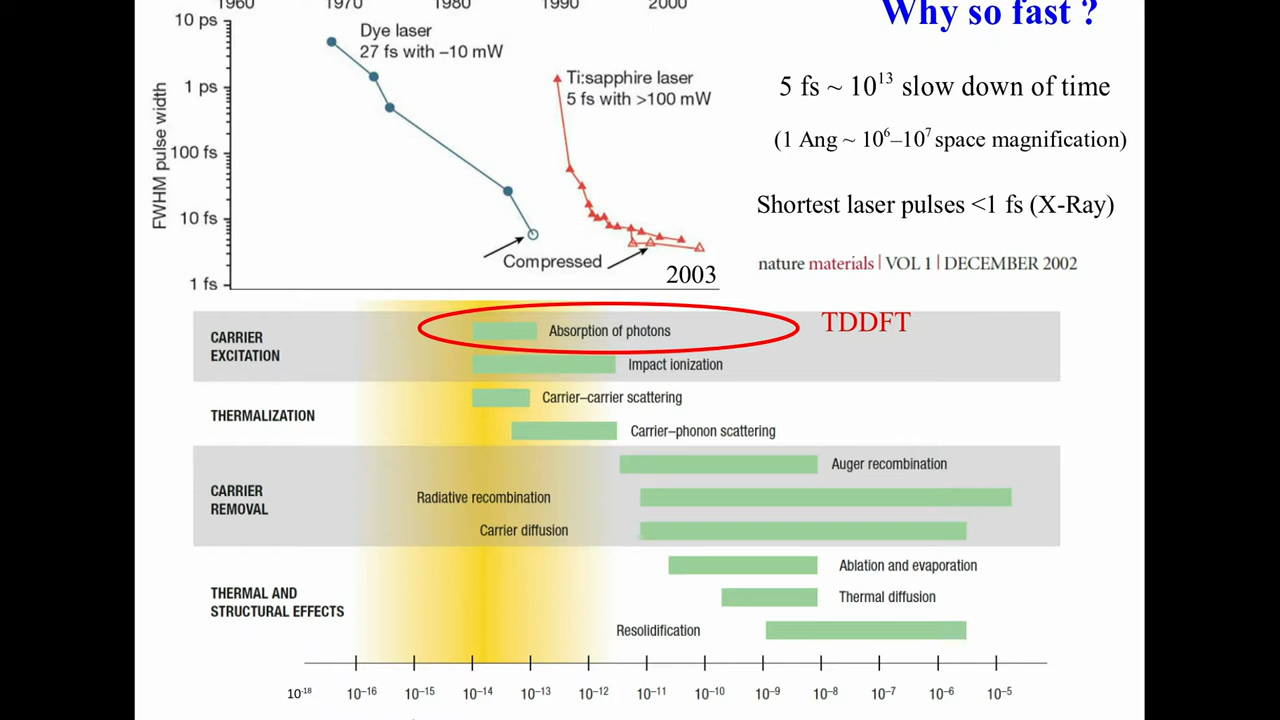 1960 1970 1980 1990 2000
Why so fast ?
10 ps
1 ps
100 fs
10 fs
1 fs
FWHM pulse width
Dye laser
27 fs with –10 mW
Ti:sapphire laser
5 fs with >100 mW
Compressed
2003
5 fs ~ 10¹³ slow down of time
(1 Ang ~ 10⁶–10⁷ space magnification)
Shortest laser pulses <1 fs (X-Ray)
nature materials | VOL 1 | DECEMBER 2002
CARRIER
EXCITATION
Absorption of photons
TDDFT
Impact ionization
THERMALIZATION
Carrier–carrier scattering
Carrier–phonon scattering
CARRIER
REMOVAL
Auger recombination
Radiative recombination
Carrier diffusion
THERMAL AND
STRUCTURAL EFFECTS
Ablation and evaporation
Thermal diffusion
Resolidification
10⁻¹⁸ 10⁻¹⁶ 10⁻¹⁵ 10⁻¹⁴ 10⁻¹³ 10⁻¹² 10⁻¹¹ 10⁻¹⁰ 10⁻⁹ 10⁻⁸ 10⁻⁷ 10⁻⁶ 10⁻⁵